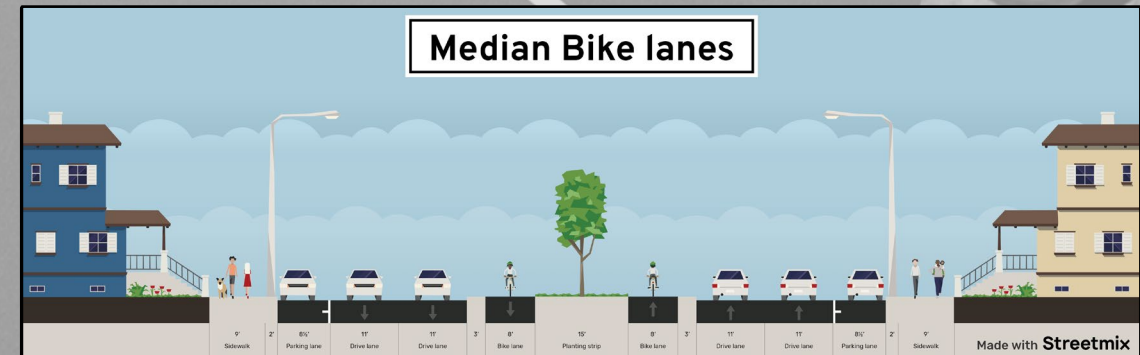 Median Bike lanes
9' 2' 8½' 11' 11' 3' 8' 15' 8' 3' 11' 11' 8½' 2' 9'
Sidewalk Parking lane Drive lane Drive lane Bike lane Planting strip Bike lane Drive lane Drive lane Parking lane Sidewalk
Made with Streetmix